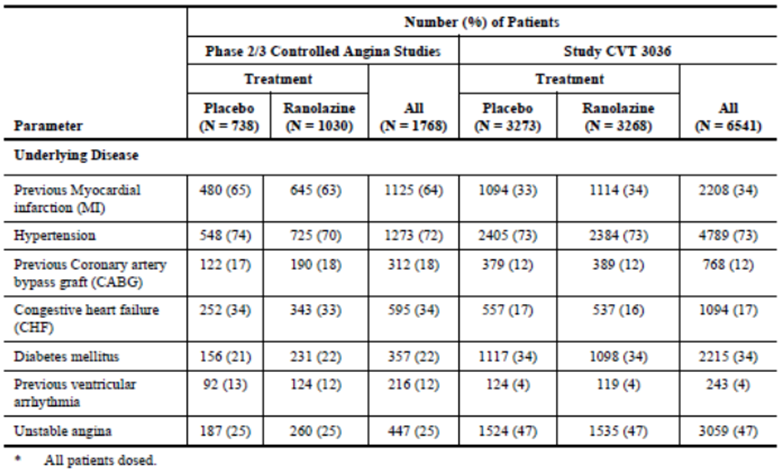 Number (%) of Patients
Phase 2/3 Controlled Angina Studies Study CVT 3036
Treatment Treatment
Parameter Placebo (N = 738) Ranolazine (N = 1030) All (N = 1768) Placebo (N = 3273) Ranolazine (N = 3268) All (N = 6541)
Underlying Disease
Previous Myocardial infarction (MI) 480 (65) 645 (63) 1125 (64) 1094 (33) 1114 (34) 2208 (34)
Hypertension 548 (74) 725 (70) 1273 (72) 2405 (73) 2384 (73) 4789 (73)
Previous Coronary artery bypass graft (CABG) 122 (17) 190 (18) 312 (18) 379 (12) 389 (12) 768 (12)
Congestive heart failure (CHF) 252 (34) 343 (33) 595 (34) 557 (17) 537 (16) 1094 (17)
Diabetes mellitus 156 (21) 231 (22) 357 (22) 1117 (34) 1098 (34) 2215 (34)
Previous ventricular arrhythmia 92 (13) 124 (12) 216 (12) 124 (4) 119 (4) 243 (4)
Unstable angina 187 (25) 260 (25) 447 (25) 1524 (47) 1535 (47) 3059 (47)
* All patients dosed.